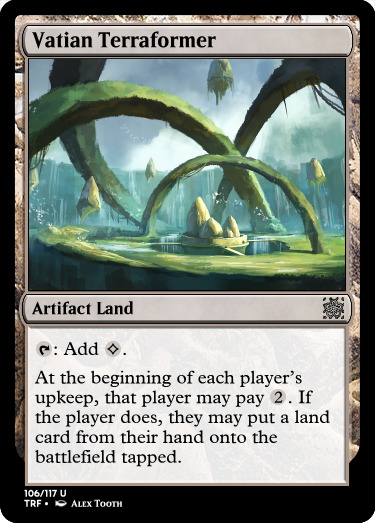 Vatian Terraformer
Artifact Land
: Add .
At the beginning of each player's
upkeep, that player may pay 2. If
the player does, they may put a land
card from their hand onto the
battlefield tapped.
106/117 U
TRF • Alex Tooth